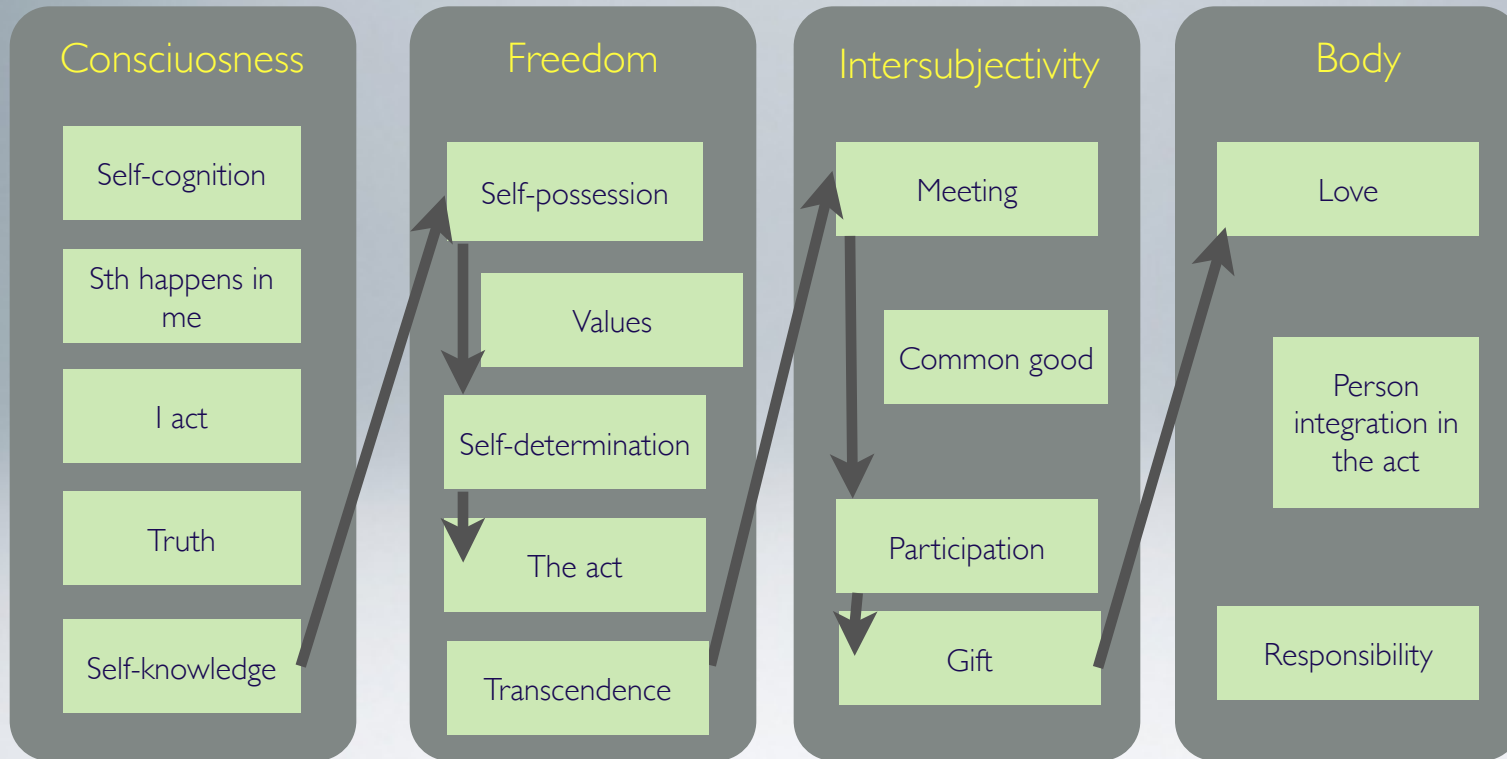 Consciuosness
Self-cognition
Sth happens in
me
I act
Truth
Self-knowledge
Freedom
Self-possession
Values
Self-determination
The act
Transcendence
Intersubjectivity
Meeting
Common good
Participation
Gift
Body
Love
Person
integration in
the act
Responsibility